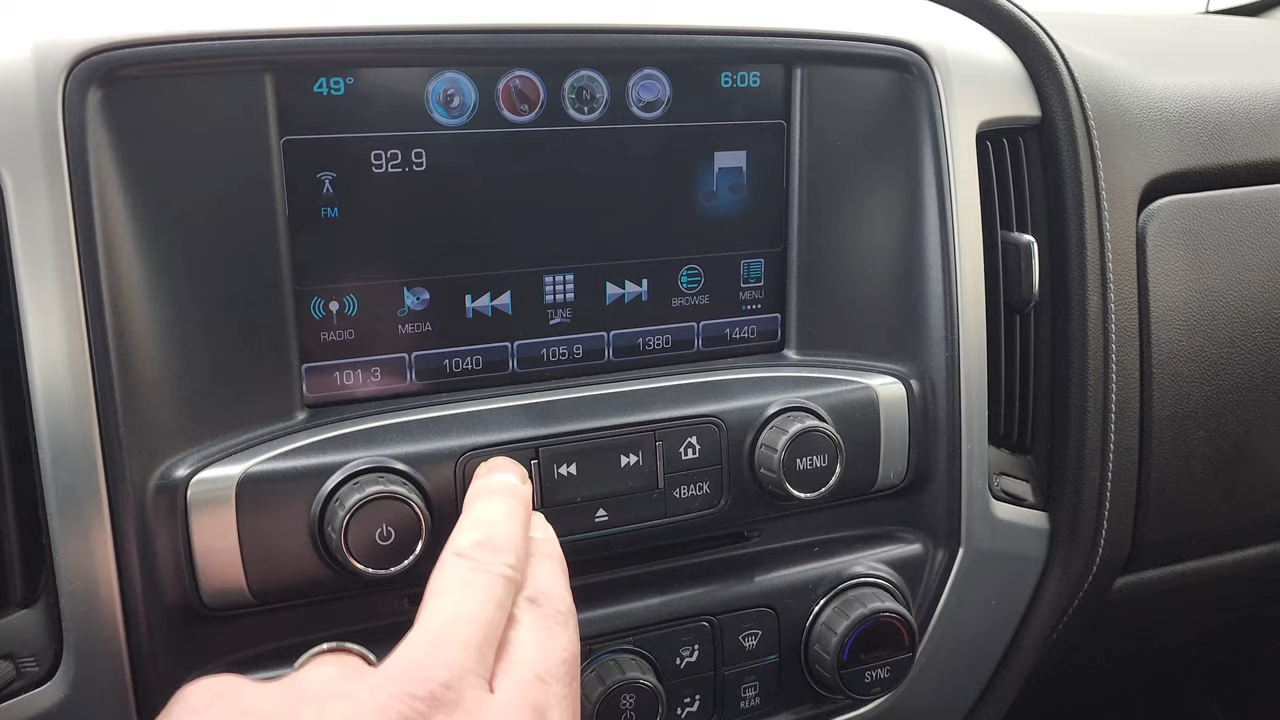 49°
N
6:06
92.9
FM
RADIO
MEDIA
TUNE
BROWSE
MENU
101.3
1040
105.9
1380
1440
MENU
BACK
SYNC
REAR